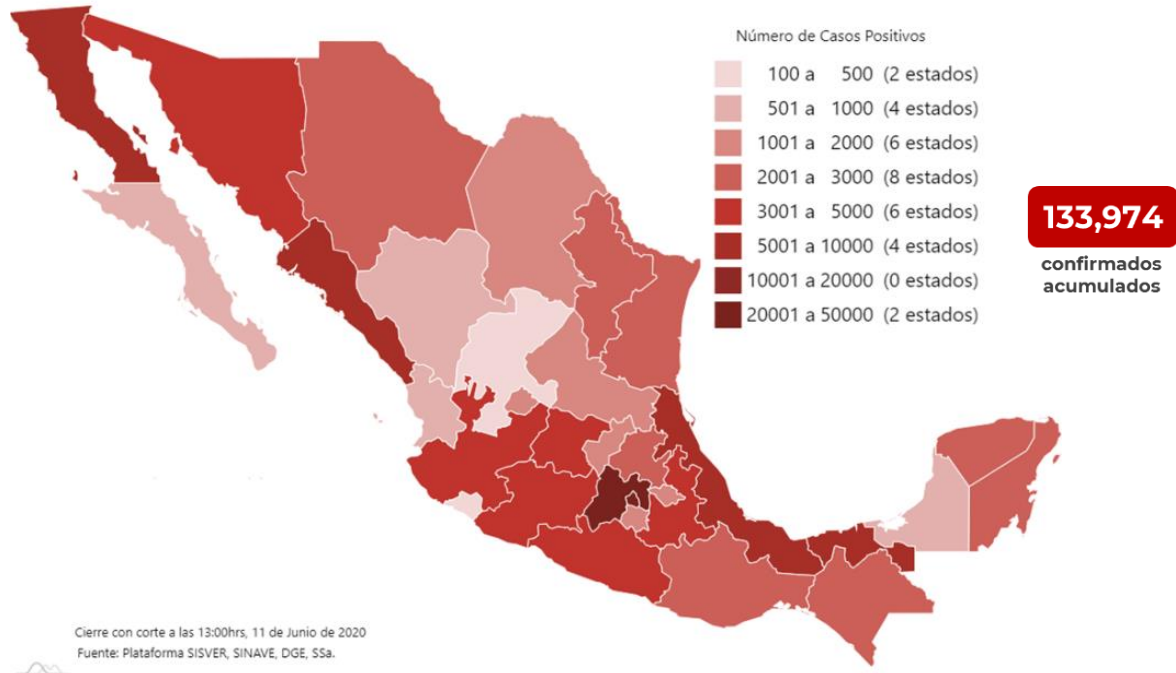 Número de Casos Positivos
100 a 500 (2 estados)
501 a 1000 (4 estados)
1001 a 2000 (6 estados)
2001 a 3000 (8 estados)
3001 a 5000 (6 estados)
5001 a 10000 (4 estados)
10001 a 20000 (0 estados)
20001 a 50000 (2 estados)
133,974
confirmados
acumulados
Cierre con corte a las 13:00hrs, 11 de Junio de 2020
Fuente: Plataforma SISVER, SINAVE, DGE, SSa.